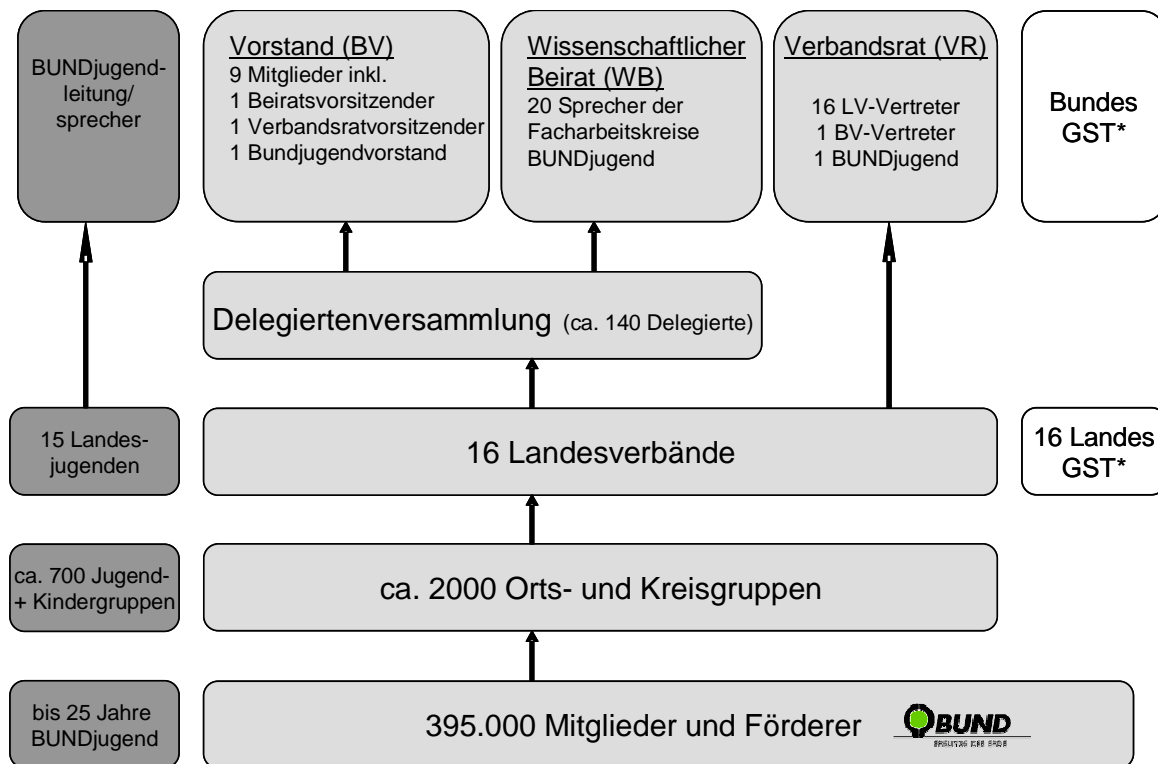 BUNDjugend-
leitung/
sprecher
Vorstand (BV)
9 Mitglieder inkl.
1 Beiratsvorsitzender
1 Verbandsratvorsitzender
1 Bundjugendvorstand
Wissenschaftlicher
Beirat (WB)
20 Sprecher der
Facharbeitskreise
BUNDjugend
Verbandsrat (VR)
16 LV-Vertreter
1 BV-Vertreter
1 BUNDjugend
Bundes
GST*
Delegiertenversammlung (ca. 140 Delegierte)
15 Landes-
jugenden
16 Landesverbände
16 Landes
GST*
ca. 700 Jugend-
+ Kindergruppen
ca. 2000 Orts- und Kreisgruppen
bis 25 Jahre
BUNDjugend
395.000 Mitglieder und Förderer
BUND